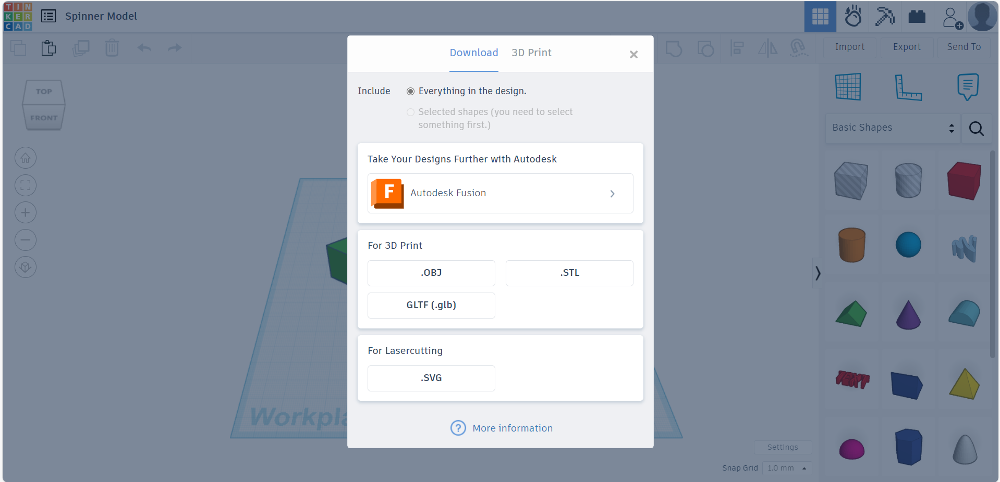 TIN
KER
CAD
Spinner Model
Import
Export
Send To
TOP
FRONT
Download
3D Print
Include
Everything in the design.
Selected shapes (you need to select
something first.)
Take Your Designs Further with Autodesk
F
Autodesk Fusion
For 3D Print
.OBJ
.STL
GLTF (.glb)
For Lasercutting
.SVG
? More information
Basic Shapes
TEXT
Workpla
Settings
Snap Grid
1.0 mm